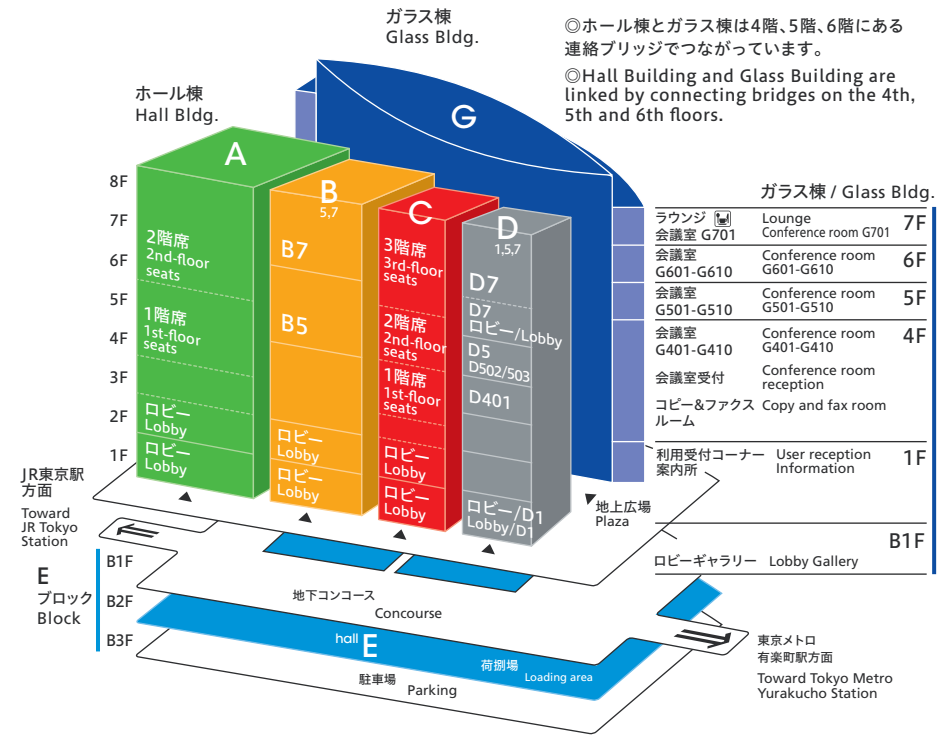 ガラス棟
Glass Bldg.
◎ホール棟とガラス棟は4階、5階、6階にある
連絡ブリッジでつながっています。
◎Hall Building and Glass Building are
linked by connecting bridges on the 4th,
5th and 6th floors.
ホール棟
Hall Bldg.
G
A
B
5,7
C
D
1,5,7
8F
7F
6F
5F
4F
3F
2F
1F
2階席
2nd-floor
seats
1階席
1st-floor
seats
ロビー
Lobby
ロビー
Lobby
B7
B5
ロビー
Lobby
ロビー
Lobby
3階席
3rd-floor
seats
2階席
2nd-floor
seats
1階席
1st-floor
seats
ロビー
Lobby
ロビー
Lobby
D7
D7
ロビー/Lobby
D5
D502/503
D401
ロビー/D1
Lobby/D1
ガラス棟 / Glass Bldg.
ラウンジ Lounge 7F
会議室 G701 Conference room G701
会議室 Conference room 6F
G601-G610 G601-G610
会議室 Conference room 5F
G501-G510 G501-G510
会議室 Conference room 4F
G401-G410 G401-G410
会議室受付 Conference room
reception
コピー&ファクス Copy and fax room
ルーム
利用受付コーナー User reception 1F
案内所 Information
B1F
ロビーギャラリー Lobby Gallery
地上広場
Plaza
JR東京駅
方面
Toward
JR Tokyo
Station
E
ブロック
Block
B1F
B2F
B3F
地下コンコース
Concourse
hall E
荷捌場
Loading area
駐車場
Parking
東京メトロ
有楽町駅方面
Toward Tokyo Metro
Yurakucho Station